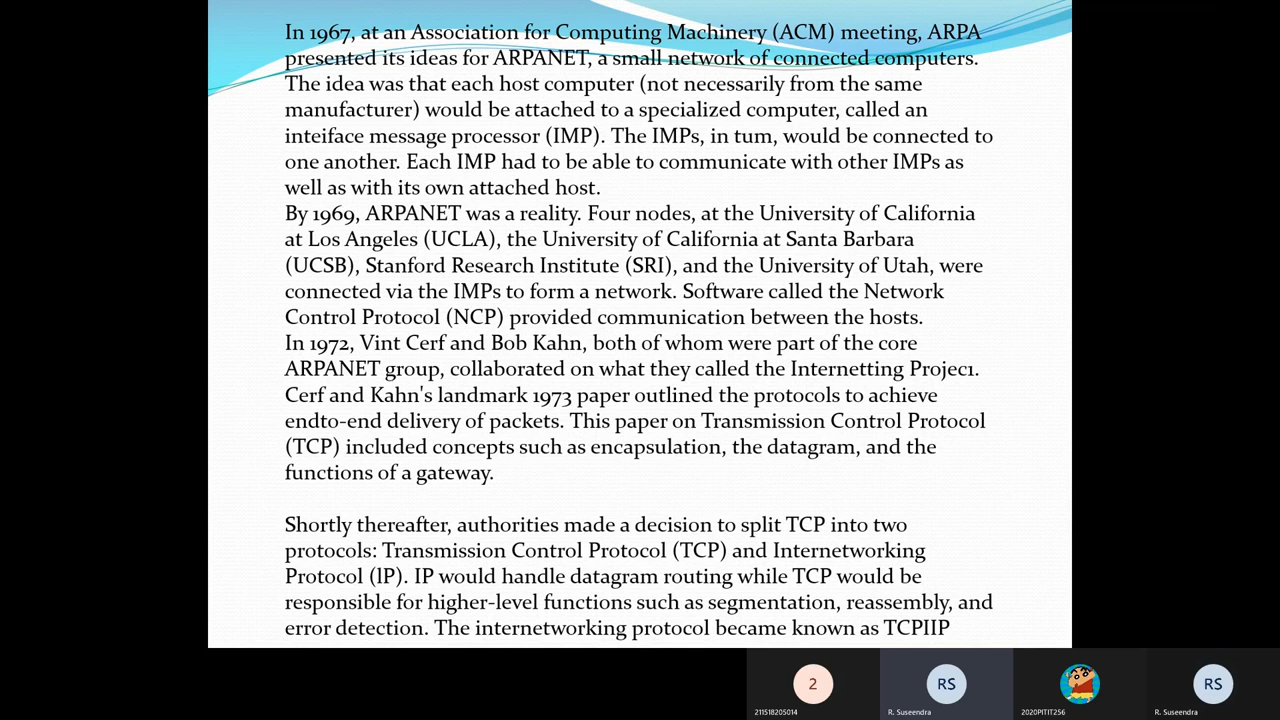 In 1967, at an Association for Computing Machinery (ACM) meeting, ARPA
presented its ideas for ARPANET, a small network of connected computers.
The idea was that each host computer (not necessarily from the same
manufacturer) would be attached to a specialized computer, called an
inteiface message processor (IMP). The IMPs, in tum, would be connected to
one another. Each IMP had to be able to communicate with other IMPs as
well as with its own attached host.
By 1969, ARPANET was a reality. Four nodes, at the University of California
at Los Angeles (UCLA), the University of California at Santa Barbara
(UCSB), Stanford Research Institute (SRI), and the University of Utah, were
connected via the IMPs to form a network. Software called the Network
Control Protocol (NCP) provided communication between the hosts.
In 1972, Vint Cerf and Bob Kahn, both of whom were part of the core
ARPANET group, collaborated on what they called the Internetting Projec1.
Cerf and Kahn's landmark 1973 paper outlined the protocols to achieve
endto-end delivery of packets. This paper on Transmission Control Protocol
(TCP) included concepts such as encapsulation, the datagram, and the
functions of a gateway.
Shortly thereafter, authorities made a decision to split TCP into two
protocols: Transmission Control Protocol (TCP) and Internetworking
Protocol (lP). IP would handle datagram routing while TCP would be
responsible for higher-level functions such as segmentation, reassembly, and
error detection. The internetworking protocol became known as TCPIIP
2 RS RS
211518205014 R. Suseendra 2020PITIT256 R. Suseendra